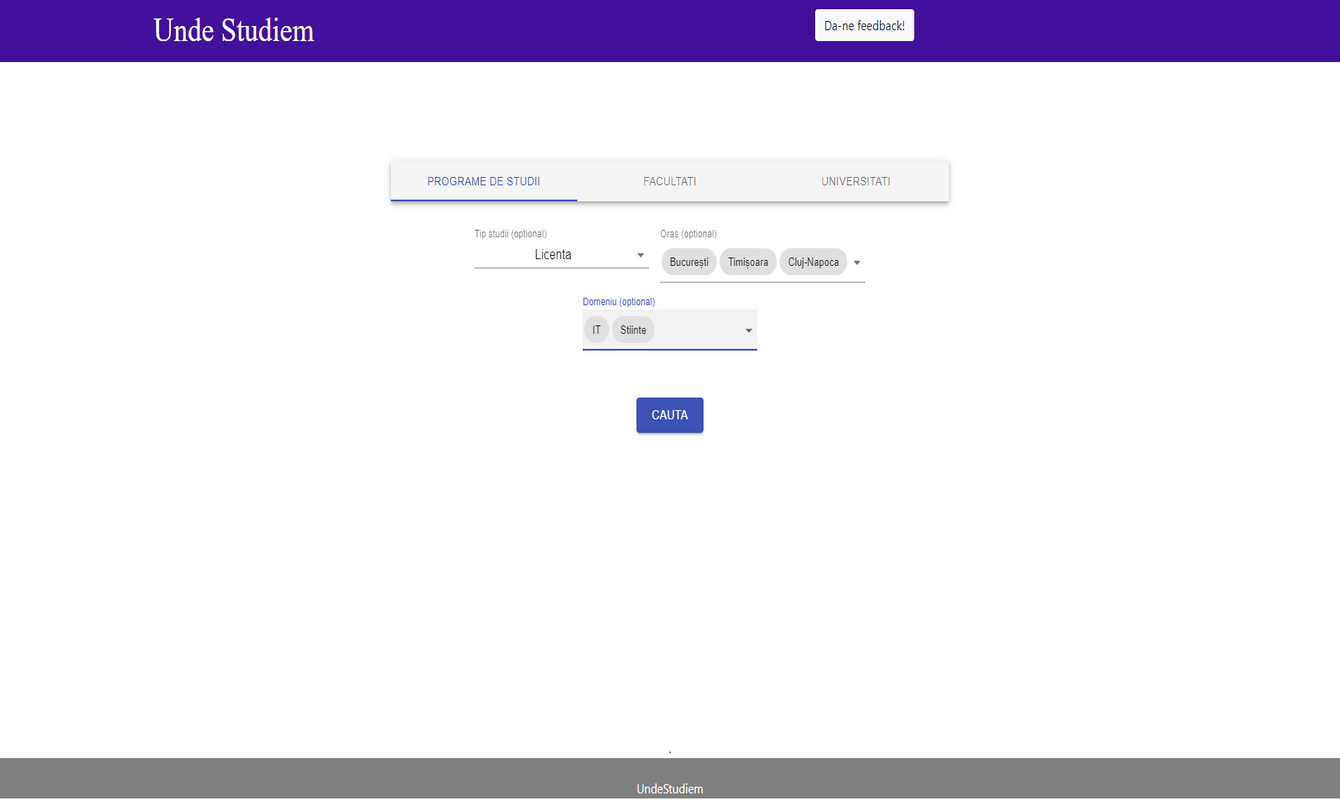 Unde Studiem
Da-ne feedback!
PROGRAME DE STUDII FACULTATI UNIVERSITATI
Tip studii (optional) Oras (optional)
Licenta București Timișoara Cluj-Napoca
Domeniu (optional)
IT Stiinte
CAUTA
UndeStudiem